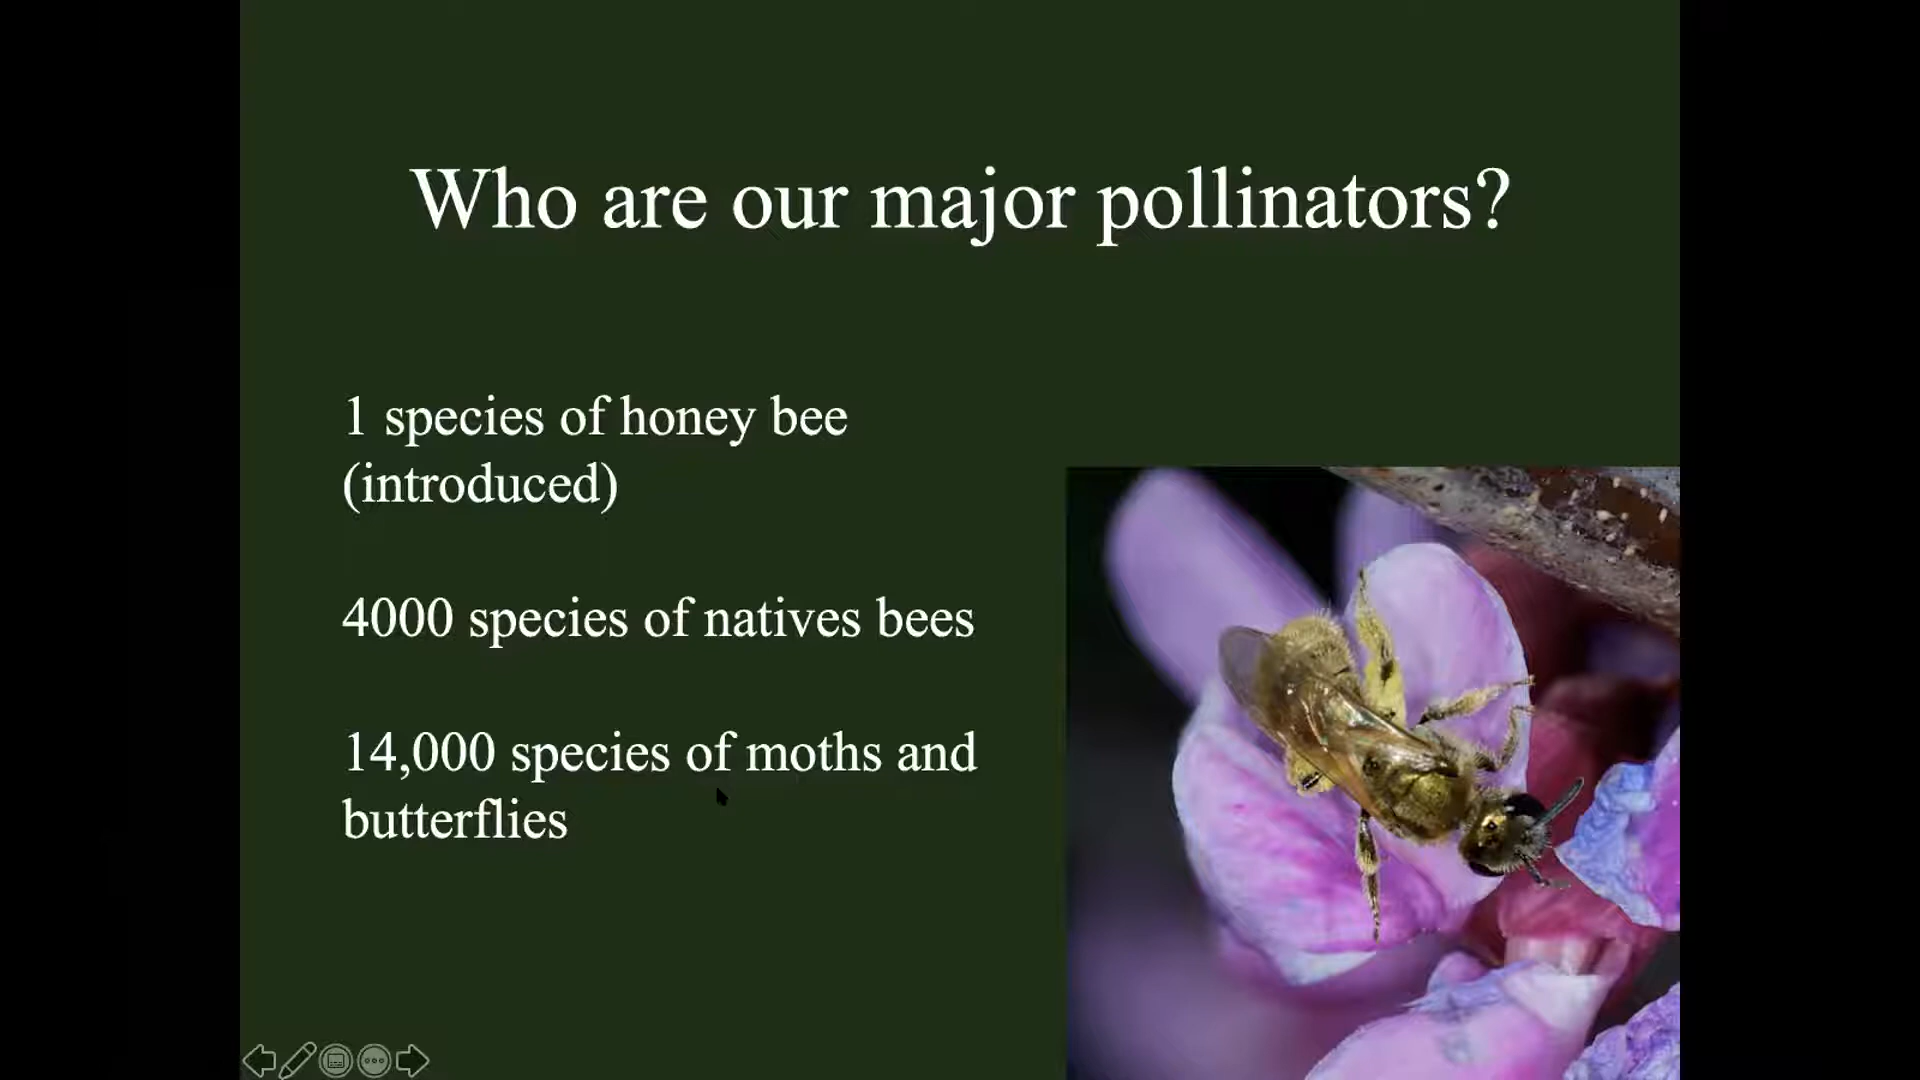 Who are our major pollinators?
1 species of honey bee
(introduced)
4000 species of natives bees
14,000 species of moths and
butterflies